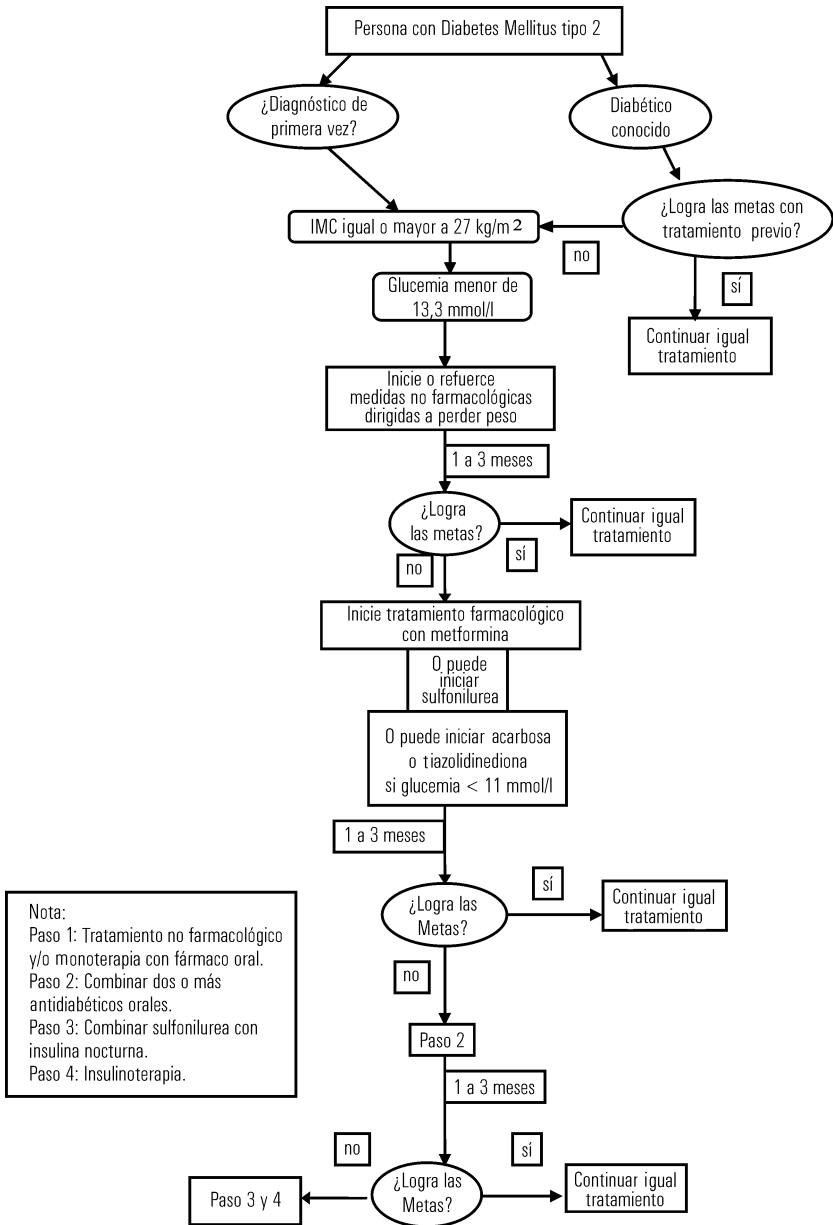 Persona con Diabetes Mellitus tipo 2
¿Diagnóstico de
primera vez?
Diabético
conocido
¿Logra las metas con
tratamiento previo?
IMC igual o mayor a 27 kg/m 2
no
sí
Glucemia menor de
13,3 mmol/l
Continuar igual
tratamiento
Inicie o refuerce
medidas no farmacológicas
dirigidas a perder peso
1 a 3 meses
¿Logra
las metas?
Continuar igual
tratamiento
sí
no
Inicie tratamiento farmacológico
con metformina
O puede
iniciar
sulfonilurea
O puede iniciar acarbosa
o tiazolidinediona
si glucemia < 11 mmol/l
1 a 3 meses
sí
¿Logra las
Metas?
Continuar igual
tratamiento
no
Nota:
Paso 1: Tratamiento no farmacológico
y/o monoterapia con fármaco oral.
Paso 2: Combinar dos o más
antidiabéticos orales.
Paso 3: Combinar sulfonilurea con
insulina nocturna.
Paso 4: Insulinoterapia.
Paso 2
1 a 3 meses
no
sí
¿Logra las
Metas?
Continuar igual
tratamiento
Paso 3 y 4